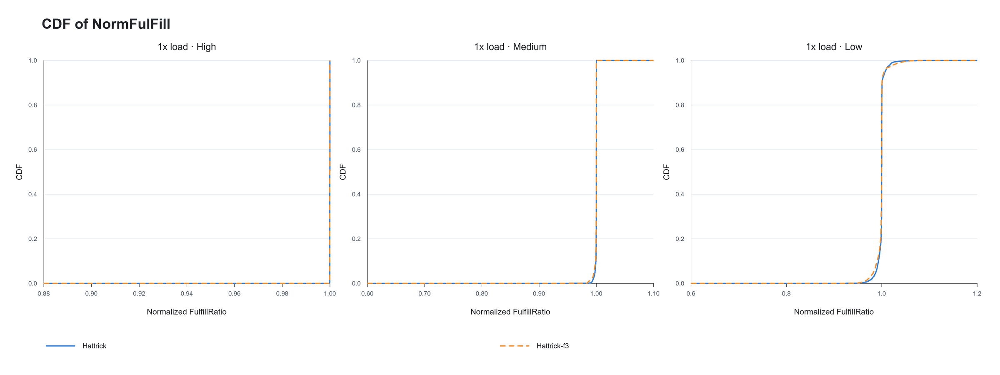 CDF of NormFulFill
1x load · High
1.0
0.8
0.6
0.4
0.2
0.0
CDF
0.88 0.90 0.92 0.94 0.96 0.98 1.00
Normalized FulfillRatio
1x load · Medium
1.0
0.8
0.6
0.4
0.2
0.0
CDF
0.60 0.70 0.80 0.90 1.00 1.10
Normalized FulfillRatio
1x load · Low
1.0
0.8
0.6
0.4
0.2
0.0
CDF
0.6 0.8 1.0 1.2
Normalized FulfillRatio
Hattrick
Hattrick-f3